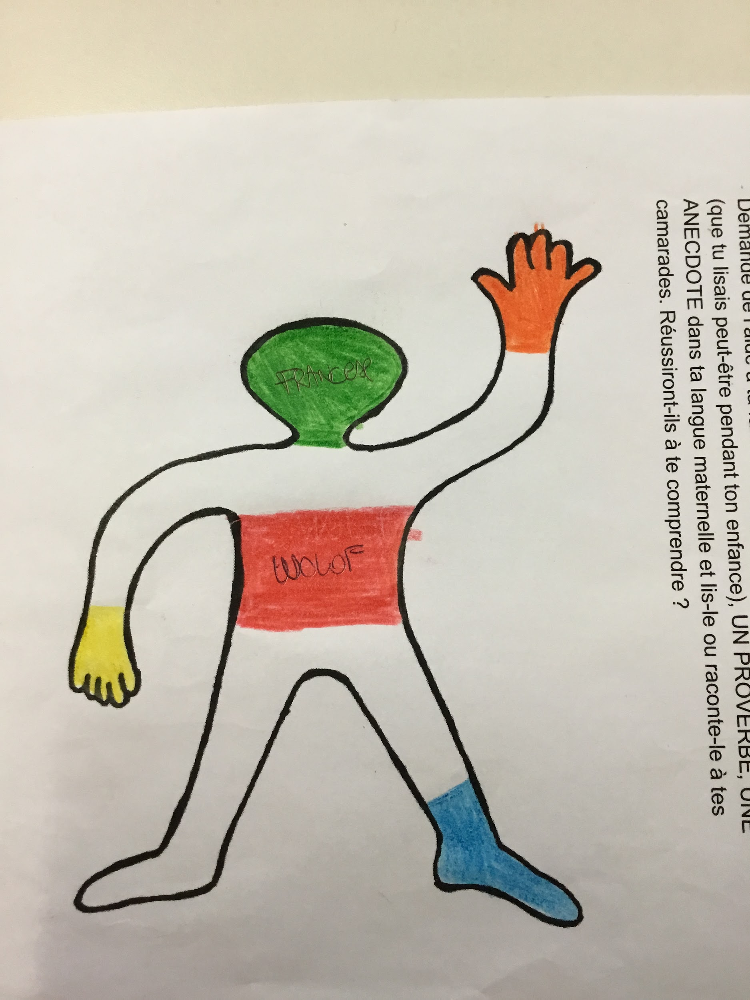 (que tu lisais peut-être pendant ton enfance), UN PROVERBE, UNE
ANECDOTE dans ta langue maternelle et lis-le ou raconte-le à tes
camarades. Réussiront-ils à te comprendre ?
FRANCESE
WOLOF